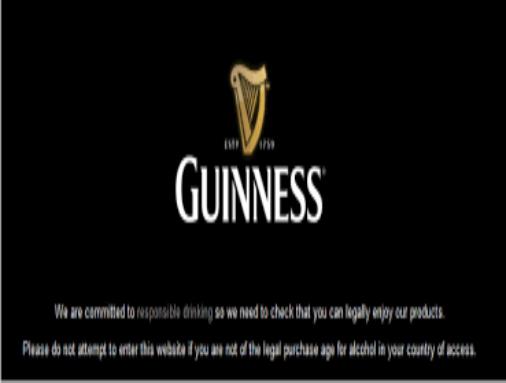 ESTD 1759
GUINNESS
We are committed to responsible drinking so we need to check that you can legally enjoy our products.
Please do not attempt to enter this website if you are not of the legal purchase age for alcohol in your country of access.